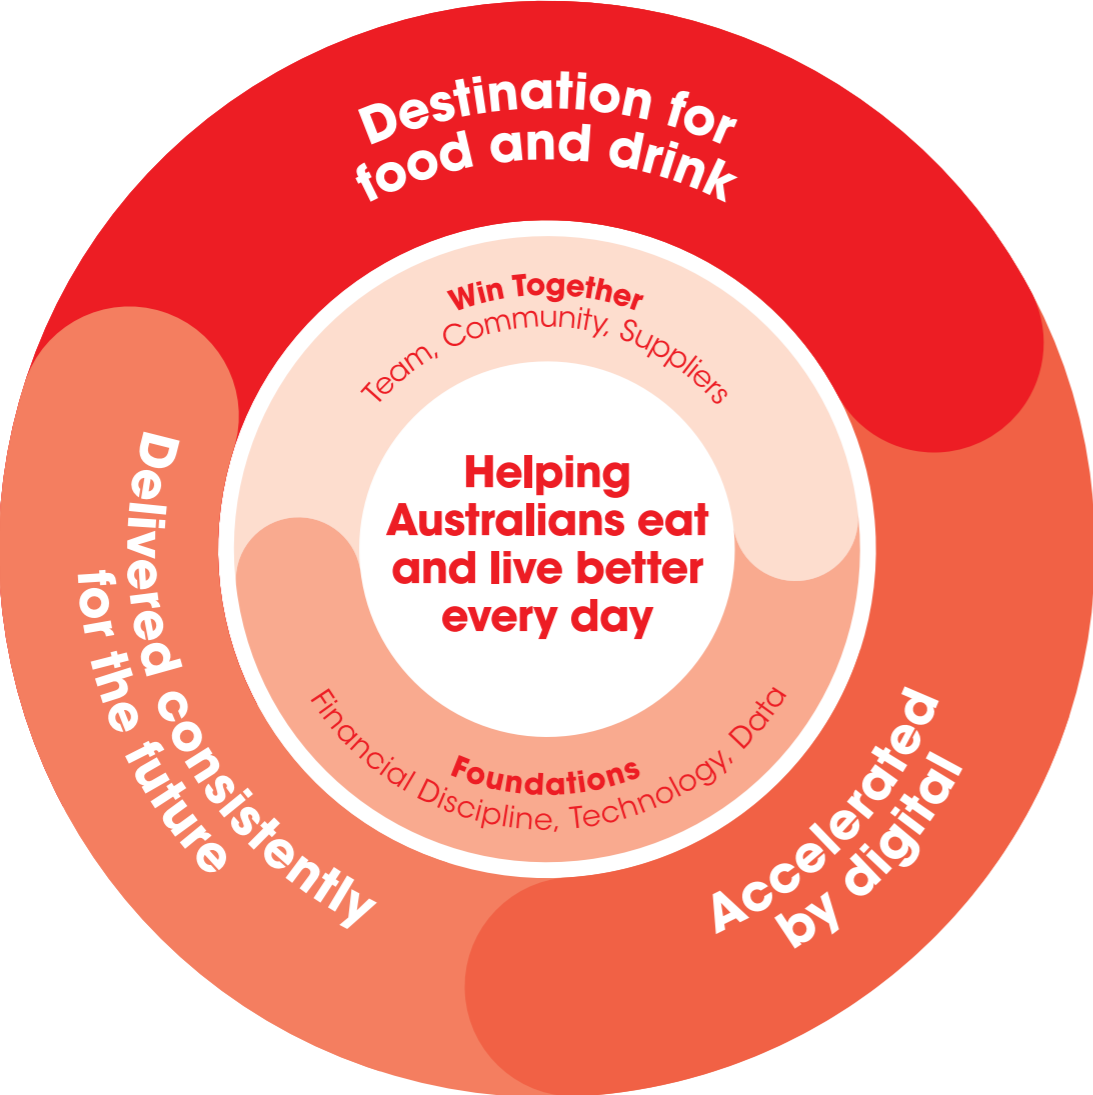 Destination for
food and drink
Win Together
Team, Community, Suppliers
Helping
Australians eat
and live better
every day
Foundations
Financial Discipline, Technology, Data
Accelerated
by digital
Delivered consistently
for the future